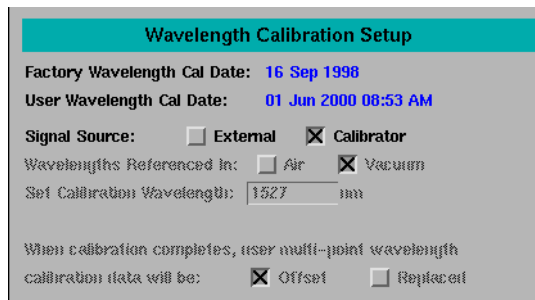 Wavelength Calibration Setup
Factory Wavelength Cal Date: 16 Sep 1998
User Wavelength Cal Date: 01 Jun 2000 08:53 AM
Signal Source: External Calibrator
Wavelengths Referenced In: Air Vacuum
Set Calibration Wavelength: 1527 nm
When calibration completes, user multi-point wavelength
calibration data will be: Offset Replaced